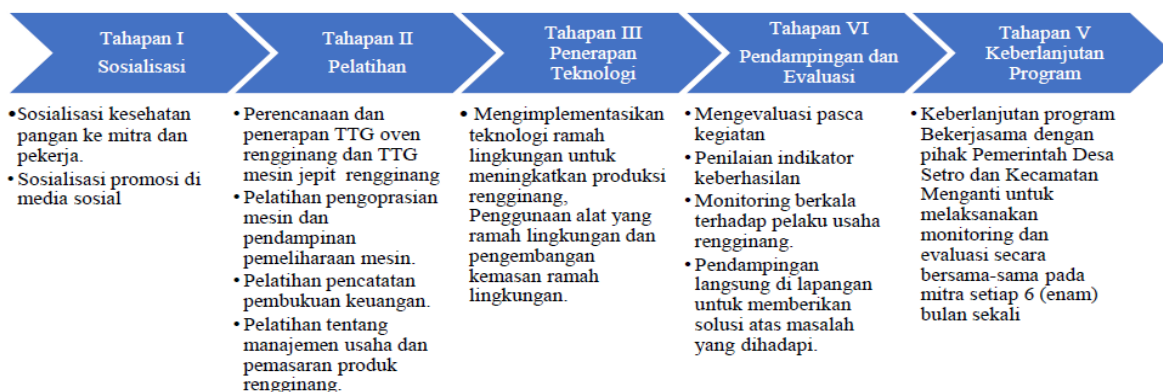 Tahapan I
Sosialisasi
•Sosialisasi kesehatan
pangan ke mitra dan
pekerja.
•Sosialisasi promosi di
media sosial
Tahapan II
Pelatihan
•Perencanaan dan
penerapan TTG oven
rengginang dan TTG
mesin jepit rengginang
•Pelatihan pengoprasian
mesin dan
pendampinan
pemeliharaan mesin.
•Pelatihan pencatatan
pembukuan keuangan.
•Pelatihan tentang
manajemen usaha dan
pemasaran produk
rengginang.
Tahapan III
Penerapan
Teknologi
• Mengimplementasikan
teknologi ramah
lingkungan untuk
meningkatkan produksi
rengginang,
Penggunaan alat yang
ramah lingkungan dan
pengembangan
kemasan ramah
lingkungan.
Tahapan VI
Pendampingan dan
Evaluasi
•Mengevaluasi pasca
kegiatan
•Penilaian indikator
keberhasilan
•Monitoring berkala
terhadap pelaku usaha
rengginang.
•Pendampingan
langsung di lapangan
untuk memberikan
solusi atas masalah
yang dihadapi.
Tahapan V
Keberlanjutan
Program
•Keberlanjutan program
Bekerjasama dengan
pihak Pemerintah Desa
Setro dan Kecamatan
Menganti untuk
melaksanakan
monitoring dan
evaluasi secara
bersama-sama pada
mitra setiap 6 (enam)
bulan sekali